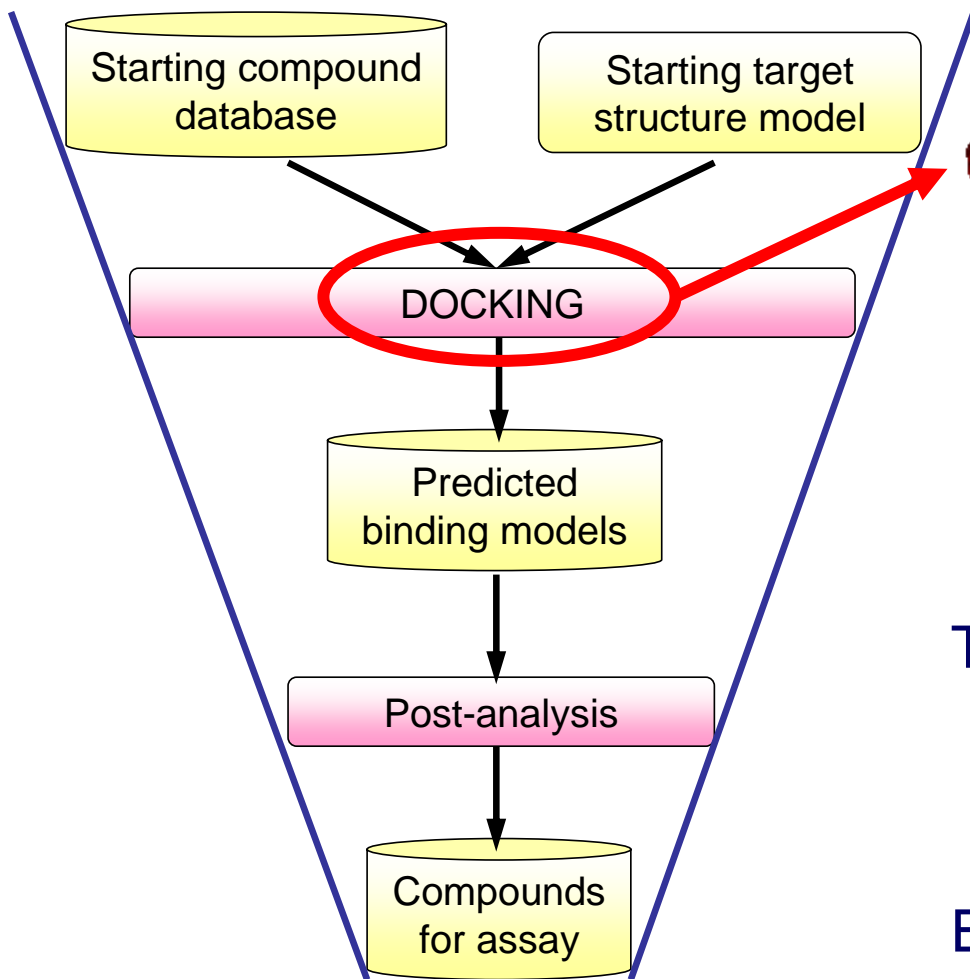 Starting compound
database
Starting target
structure model
DOCKING
Predicted
binding models
Post-analysis
Compounds
for assay